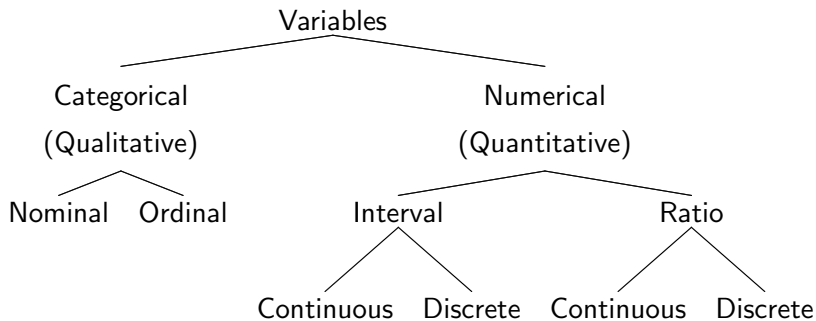 Variables
Categorical Numerical
(Qualitative) (Quantitative)
Nominal Ordinal Interval Ratio
Continuous Discrete Continuous Discrete